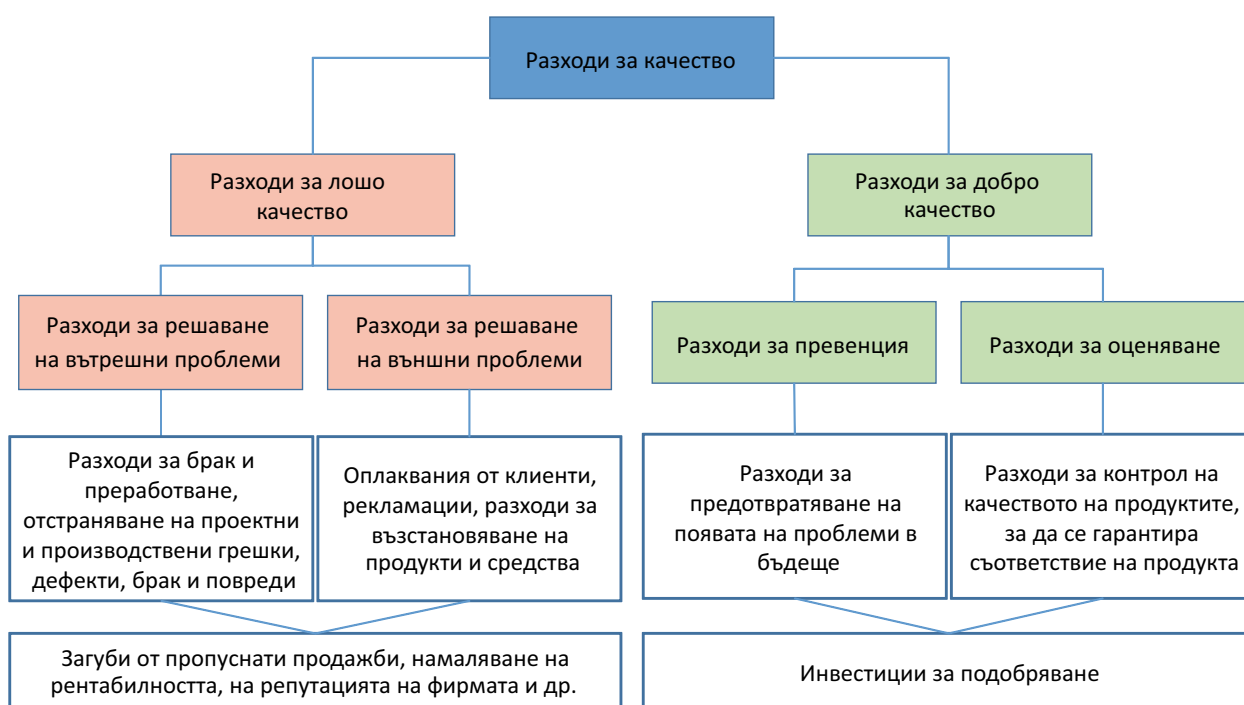 Разходи за качество
Разходи за лошо
качество
Разходи за добро
качество
Разходи за решаване
на вътрешни проблеми
Разходи за решаване
на външни проблеми
Разходи за превенция
Разходи за оценяване
Разходи за брак и
преработване,
отстраняване на проектни
и производствени грешки,
дефекти, брак и повреди
Оплаквания от клиенти,
рекламации, разходи за
възстановяване на
продукти и средства
Разходи за
предотвратяване на
появата на проблеми в
бъдеще
Разходи за контрол на
качеството на продуктите,
за да се гарантира
съответствие на продукта
Загуби от пропуснати продажби, намаляване на
рентабилността, на репутацията на фирмата и др.
Инвестиции за подобряване